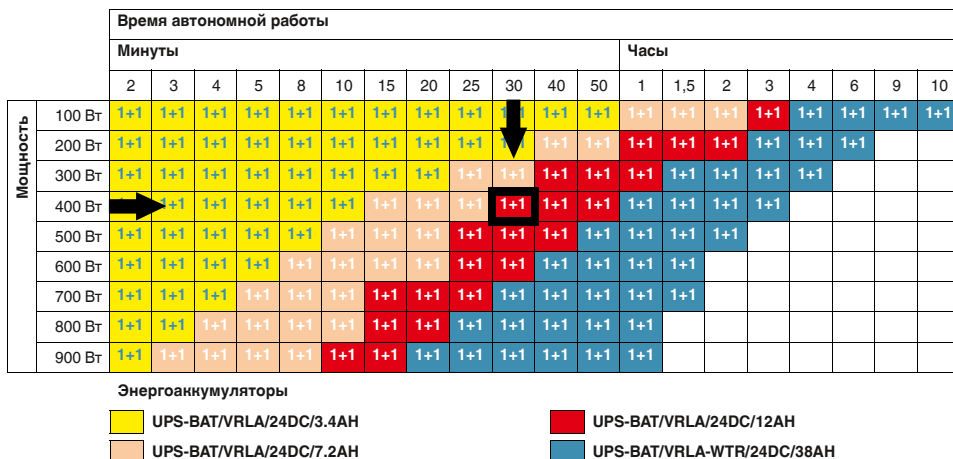 Время автономной работы
Минуты Часы
2 3 4 5 8 10 15 20 25 30 40 50 1 1,5 2 3 4 6 9 10
Мощность
100 Вт 1+1 1+1 1+1 1+1 1+1 1+1 1+1 1+1 1+1 1+1 1+1 1+1 1+1 1+1 1+1 1+1 1+1 1+1 1+1
200 Вт 1+1 1+1 1+1 1+1 1+1 1+1 1+1 1+1 1+1 1+1 1+1 1+1 1+1 1+1 1+1 1+1 1+1
300 Вт 1+1 1+1 1+1 1+1 1+1 1+1 1+1 1+1 1+1 1+1 1+1 1+1 1+1 1+1 1+1 1+1 1+1
400 Вт 1+1 1+1 1+1 1+1 1+1 1+1 1+1 1+1 1+1 1+1 1+1 1+1 1+1 1+1 1+1
500 Вт 1+1 1+1 1+1 1+1 1+1 1+1 1+1 1+1 1+1 1+1 1+1 1+1 1+1 1+1 1+1
600 Вт 1+1 1+1 1+1 1+1 1+1 1+1 1+1 1+1 1+1 1+1 1+1 1+1 1+1 1+1
700 Вт 1+1 1+1 1+1 1+1 1+1 1+1 1+1 1+1 1+1 1+1 1+1 1+1 1+1 1+1
800 Вт 1+1 1+1 1+1 1+1 1+1 1+1 1+1 1+1 1+1 1+1 1+1 1+1 1+1
900 Вт 1+1 1+1 1+1 1+1 1+1 1+1 1+1 1+1 1+1 1+1 1+1 1+1 1+1
Энергоаккумуляторы
UPS-BAT/VRLA/24DC/3.4AH UPS-BAT/VRLA/24DC/12AH
UPS-BAT/VRLA/24DC/7.2AH UPS-BAT/VRLA-WTR/24DC/38AH